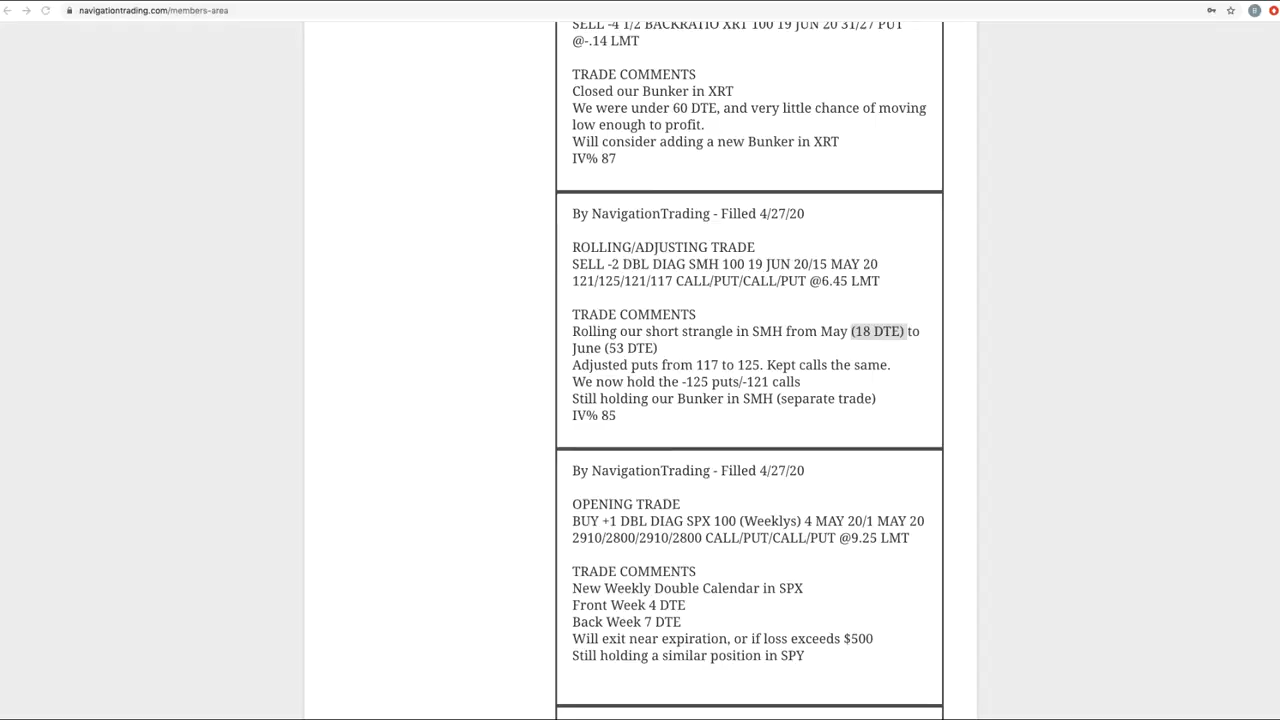 navigationtrading.com/members-area
SELL -4 1/2 BACKRATIO XRT 100 19 JUN 20 31/27 PUT
@-.14 LMT
TRADE COMMENTS
Closed our Bunker in XRT
We were under 60 DTE, and very little chance of moving
low enough to profit.
Will consider adding a new Bunker in XRT
IV% 87
By NavigationTrading - Filled 4/27/20
ROLLING/ADJUSTING TRADE
SELL -2 DBL DIAG SMH 100 19 JUN 20/15 MAY 20
121/125/121/117 CALL/PUT/CALL/PUT @6.45 LMT
TRADE COMMENTS
Rolling our short strangle in SMH from May (18 DTE) to
June (53 DTE)
Adjusted puts from 117 to 125. Kept calls the same.
We now hold the -125 puts/-121 calls
Still holding our Bunker in SMH (separate trade)
IV% 85
By NavigationTrading - Filled 4/27/20
OPENING TRADE
BUY +1 DBL DIAG SPX 100 (Weeklys) 4 MAY 20/1 MAY 20
2910/2800/2910/2800 CALL/PUT/CALL/PUT @9.25 LMT
TRADE COMMENTS
New Weekly Double Calendar in SPX
Front Week 4 DTE
Back Week 7 DTE
Will exit near expiration, or if loss exceeds $500
Still holding a similar position in SPY